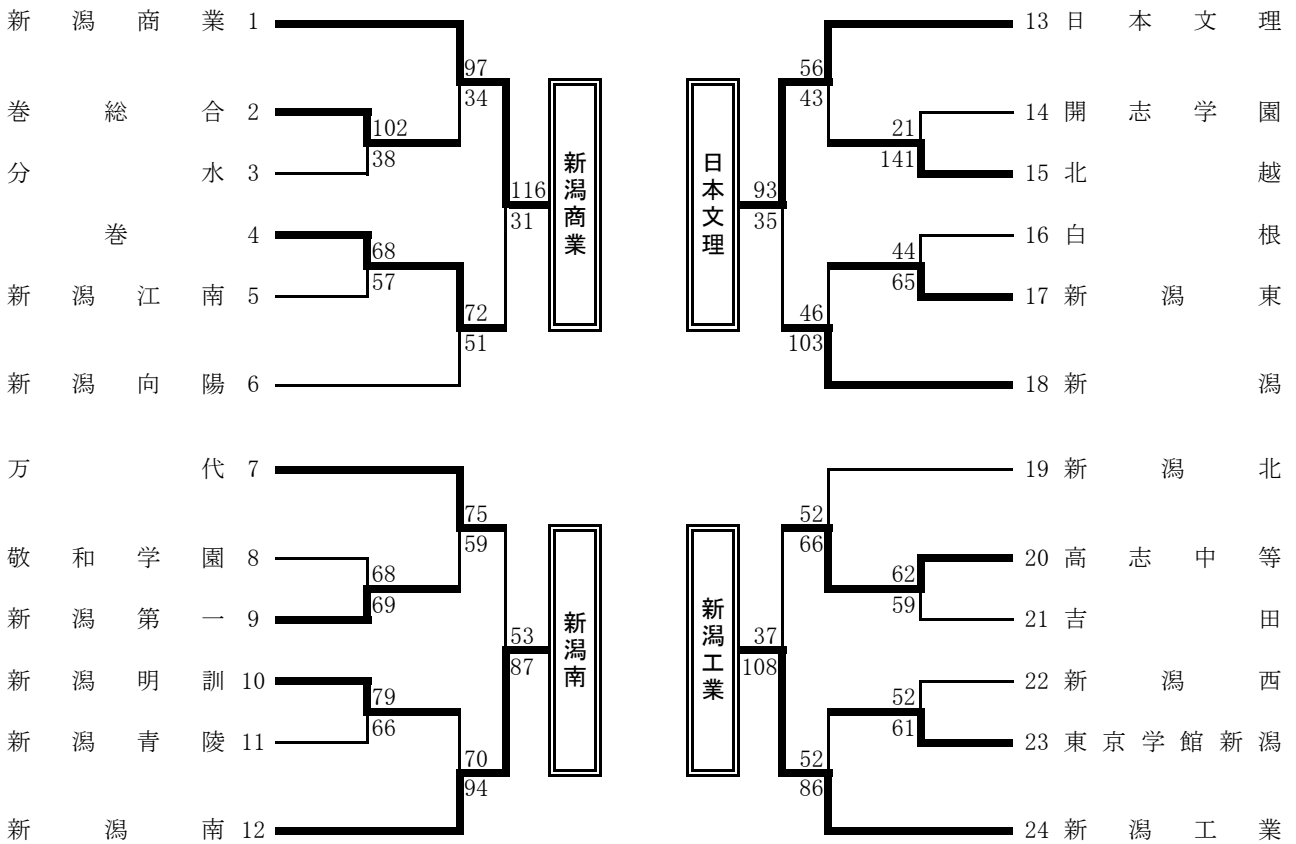 新潟商業 1
97
34
巻総合 2
102
38
分水 3
116
31
新潟商業
巻 4
68
57
新潟江南 5
72
51
新潟向陽 6
万代 7
75
59
敬和学園 8
68
69
新潟第一 9
53
87
新潟南
新潟明訓 10
79
66
新潟青陵 11
70
94
新潟南 12
13 日本文理
56
43
14 開志学園
21
141
15 北越
日本文理
93
35
16 白根
44
65
17 新潟東
46
103
18 新潟
19 新潟北
52
66
20 高志中等
62
59
21 吉田
新潟工業
37
108
22 新潟西
52
61
23 東京学館新潟
52
86
24 新潟工業